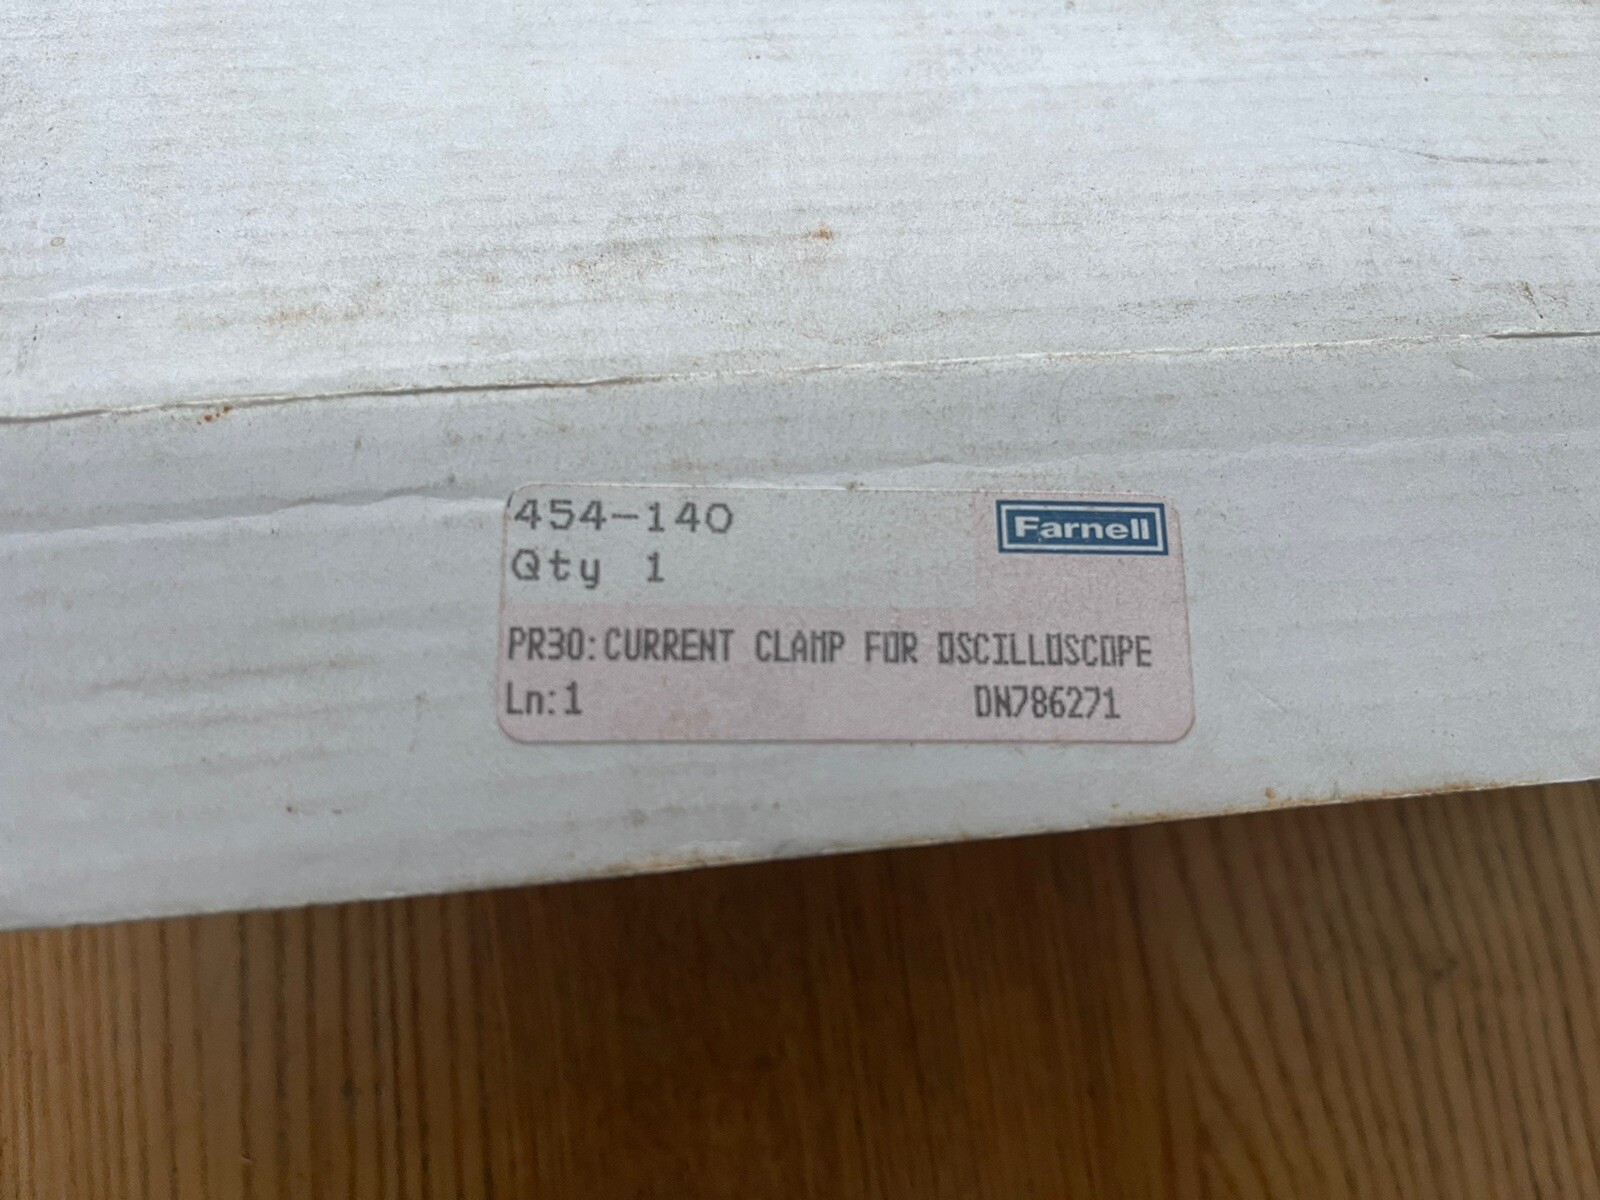 454-140
Farnell
Qty 1
PR30:CURRENT CLAMP FOR OSCILLOSCOPE
Ln:1 DN786271